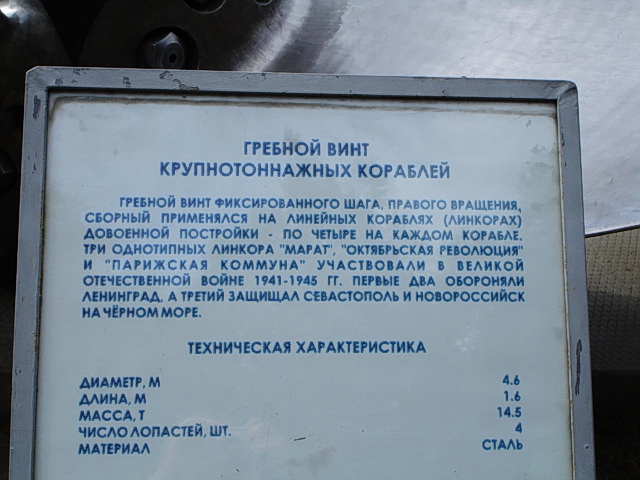 ГРЕБНОЙ ВИНТ
КРУПНОТОННАЖНЫХ КОРАБЛЕЙ
ГРЕБНОЙ ВИНТ ФИКСИРОВАННОГО ШАГА, ПРАВОГО ВРАЩЕНИЯ,
СБОРНЫЙ ПРИМЕНЯЛСЯ НА ЛИНЕЙНЫХ КОРАБЛЯХ (ЛИНКОРАХ)
ДОВОЕННОЙ ПОСТРОЙКИ - ПО ЧЕТЫРЕ НА КАЖДОМ КОРАБЛЕ.
ТРИ ОДНОТИПНЫХ ЛИНКОРА "МАРАТ", "ОКТЯБРЬСКАЯ РЕВОЛЮЦИЯ"
И "ПАРИЖСКАЯ КОММУНА" УЧАСТВОВАЛИ В ВЕЛИКОЙ
ОТЕЧЕСТВЕННОЙ ВОЙНЕ 1941-1945 ГГ. ПЕРВЫЕ ДВА ОБОРОНЯЛИ
ЛЕНИНГРАД, А ТРЕТИЙ ЗАЩИЩАЛ СЕВАСТОПОЛЬ И НОВОРОССИЙСК
НА ЧЁРНОМ МОРЕ.
ТЕХНИЧЕСКАЯ ХАРАКТЕРИСТИКА
ДИАМЕТР, М 4.6
ДЛИНА, М 1.6
МАССА, Т 14.5
ЧИСЛО ЛОПАСТЕЙ, ШТ. 4
МАТЕРИАЛ СТАЛЬ